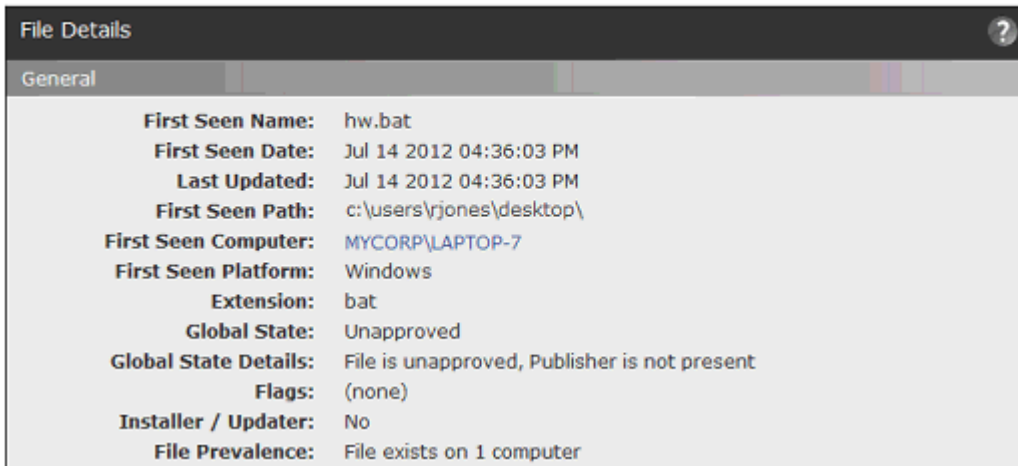 File Details ?
General
First Seen Name: hw.bat
First Seen Date: Jul 14 2012 04:36:03 PM
Last Updated: Jul 14 2012 04:36:03 PM
First Seen Path: c:\users\rjones\desktop\
First Seen Computer: MYCORP\LAPTOP-7
First Seen Platform: Windows
Extension: bat
Global State: Unapproved
Global State Details: File is unapproved, Publisher is not present
Flags: (none)
Installer / Updater: No
File Prevalence: File exists on 1 computer